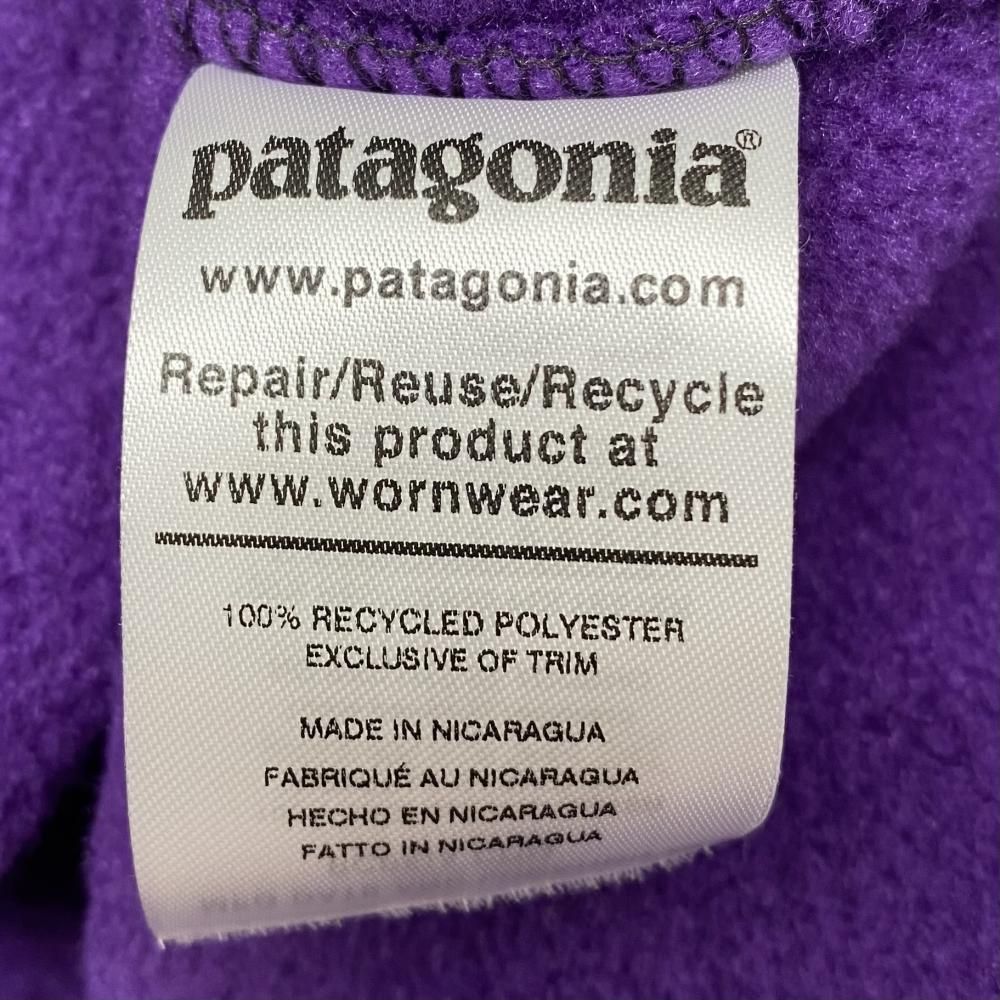 patagonia®
www.patagonia.com
Repair/Reuse/Recycle
this product at
www.wornwear.com
100% RECYCLED POLYESTER
EXCLUSIVE OF TRIM
MADE IN NICARAGUA
FABRIQUÉ AU NICARAGUA
HECHO EN NICARAGUA
FATTO IN NICARAGUA